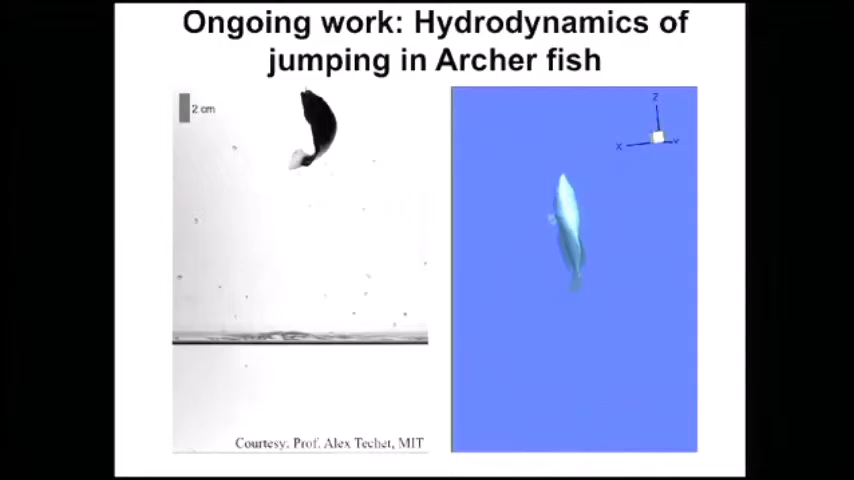 Ongoing work: Hydrodynamics of
jumping in Archer fish
2 cm
Z
X
Y
Courtesy: Prof. Alex Techet, MIT